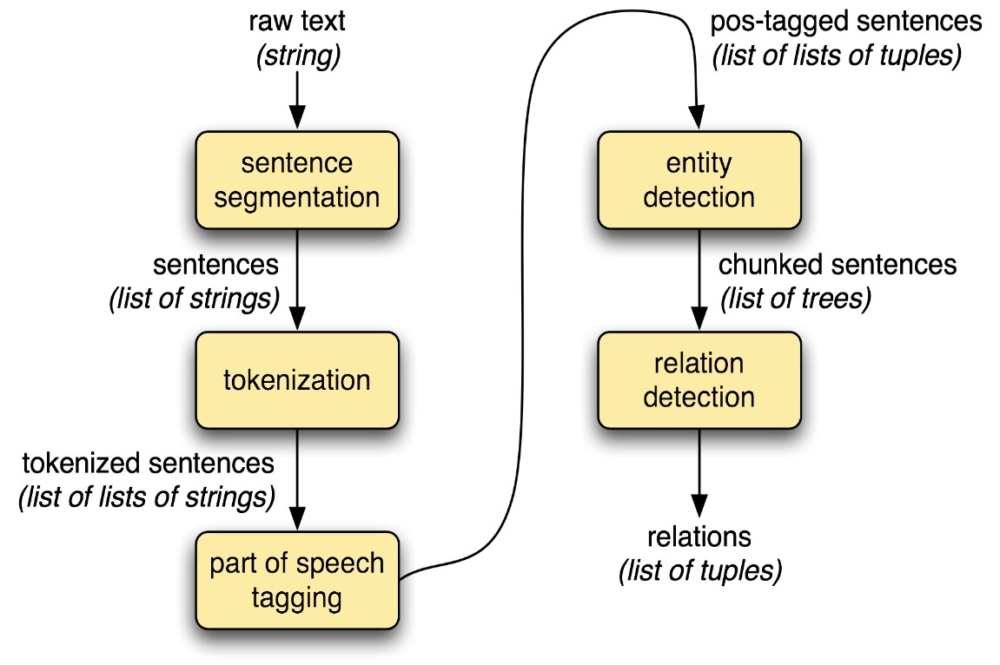 raw text
(string)
sentence
segmentation
sentences
(list of strings)
tokenization
tokenized sentences
(list of lists of strings)
part of speech
tagging
pos-tagged sentences
(list of lists of tuples)
entity
detection
chunked sentences
(list of trees)
relation
detection
relations
(list of tuples)